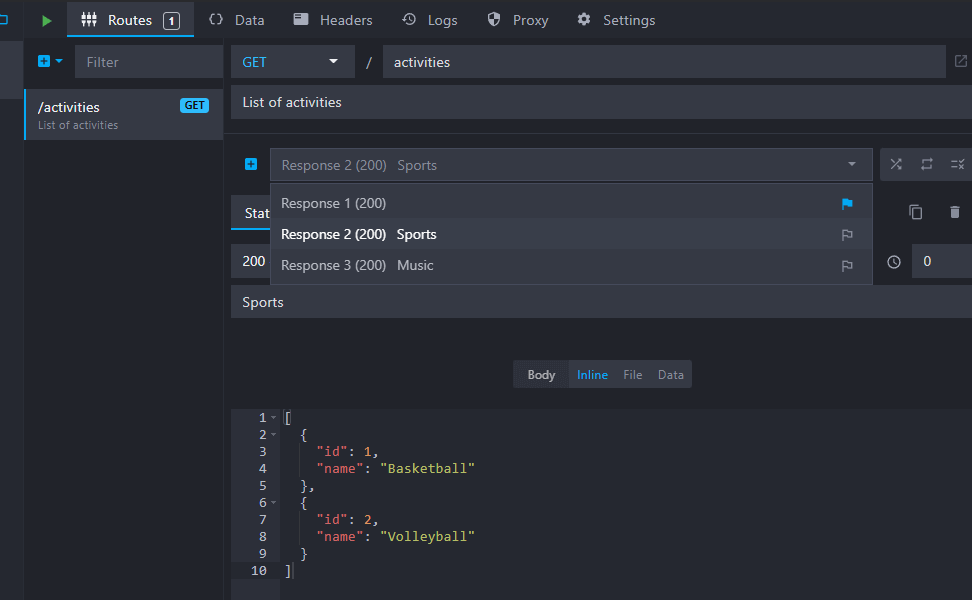 Routes 1 Data Headers Logs Proxy Settings
Filter
GET / activities
/activities GET
List of activities
List of activities
Response 2 (200) Sports
Response 1 (200)
Response 2 (200) Sports
Response 3 (200) Music
Stat
200
0
Sports
Body Inline File Data
1 [
2 {
3 "id": 1,
4 "name": "Basketball"
5 },
6 {
7 "id": 2,
8 "name": "Volleyball"
9 }
10 ]